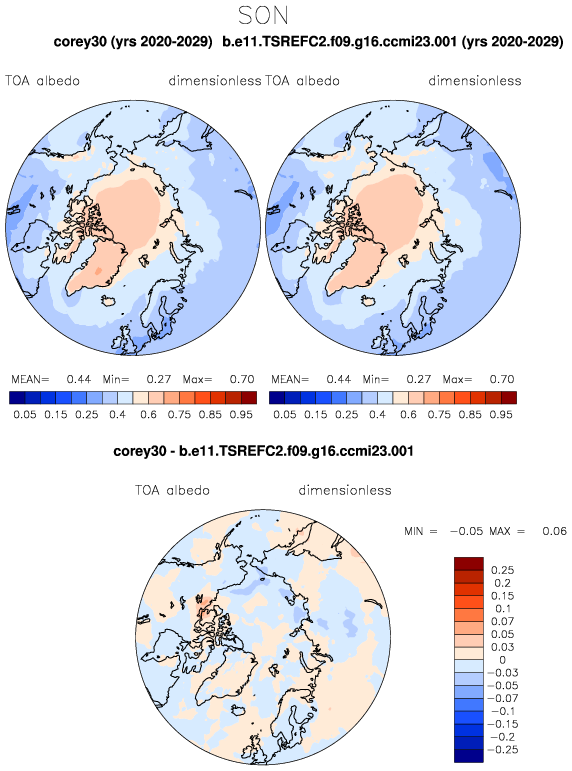 SON
corey30 (yrs 2020-2029) b.e11.TSREFC2.f09.g16.ccmi23.001 (yrs 2020-2029)
TOA albedo dimensionless TOA albedo dimensionless
MEAN= 0.44 Min= 0.27 Max= 0.70 MEAN= 0.44 Min= 0.27 Max= 0.70
0.05 0.15 0.25 0.4 0.6 0.75 0.85 0.95 0.05 0.15 0.25 0.4 0.6 0.75 0.85 0.95
corey30 - b.e11.TSREFC2.f09.g16.ccmi23.001
TOA albedo dimensionless
MIN = -0.05 MAX = 0.06
0.25
0.2
0.15
0.1
0.07
0.05
0.03
0
-0.03
-0.05
-0.07
-0.1
-0.15
-0.2
-0.25